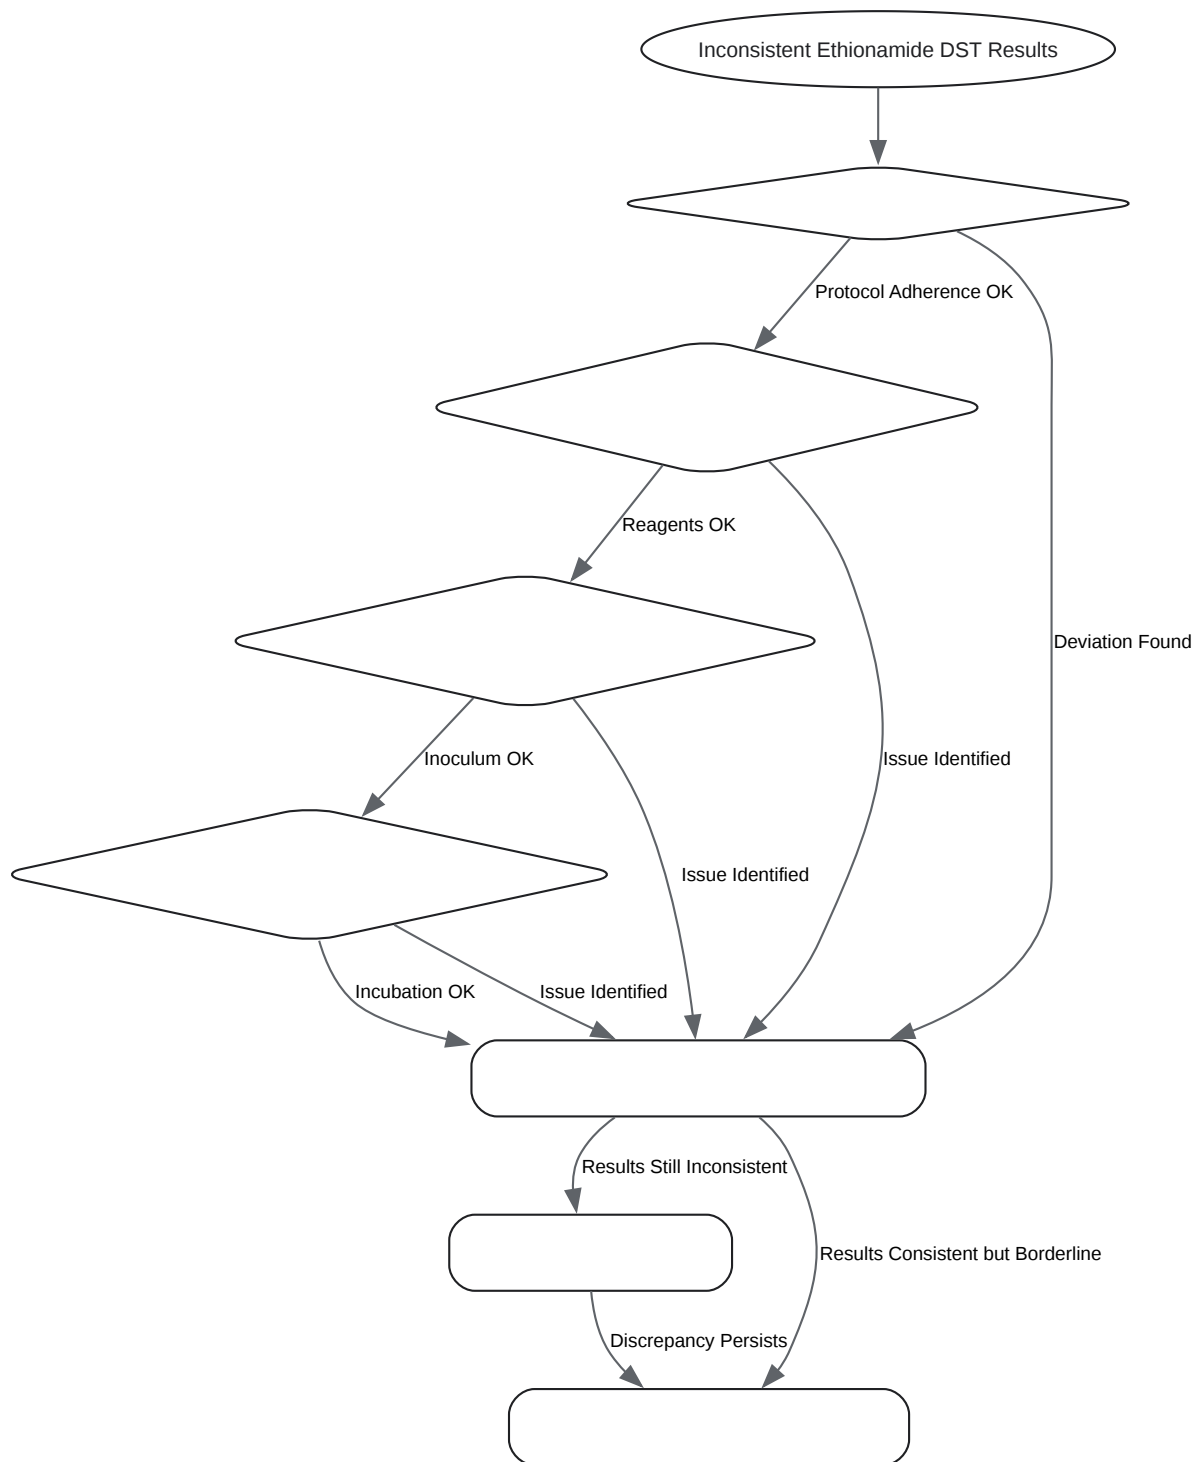 Inconsistent Ethionamide DST Results
Protocol Adherence OK
Reagents OK
Deviation Found
Inoculum OK
Issue Identified
Issue Identified
Incubation OK
Issue Identified
Results Still Inconsistent
Results Consistent but Borderline
Discrepancy Persists